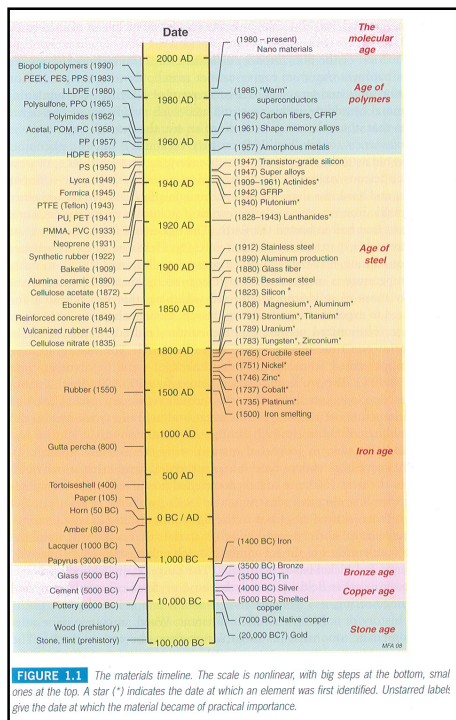 Date
The molecular age
(1980 – present)
Nano materials
2000 AD
Biopol biopolymers (1990)
PEEK, PES, PPS (1983)
LLDPE (1980)
Polysulfone, PPO (1965)
Polyimides (1962)
Acetal, POM, PC (1958)
PP (1957)
HDPE (1953)
1980 AD
1960 AD
(1985) "Warm"
superconductors
(1962) Carbon fibers, CFRP
(1961) Shape memory alloys
(1957) Amorphous metals
Age of polymers
PS (1950)
Lycra (1949)
Formica (1945)
PTFE (Teflon) (1943)
PU, PET (1941)
PMMA, PVC (1933)
Neoprene (1931)
Synthetic rubber (1922)
Bakelite (1909)
Alumina ceramic (1890)
Cellulose acetate (1872)
Ebonite (1851)
Reinforced concrete (1849)
Vulcanized rubber (1844)
Cellulose nitrate (1835)
1940 AD
1920 AD
1900 AD
1850 AD
1800 AD
(1947) Transistor-grade silicon
(1947) Super alloys
(1909–1961) Actinides*
(1942) GFRP
(1940) Plutonium*
(1828–1943) Lanthanides*
(1912) Stainless steel
(1890) Aluminum production
(1880) Glass fiber
(1856) Bessimer steel
(1823) Silicon *
(1808) Magnesium*, Aluminum*
(1791) Strontium*, Titanium*
(1789) Uranium*
(1783) Tungsten*, Zirconium*
Age of steel
Rubber (1550)
Gutta percha (800)
Tortoiseshell (400)
Paper (105)
Horn (50 BC)
Amber (80 BC)
Lacquer (1000 BC)
Papyrus (3000 BC)
1500 AD
1000 AD
500 AD
0 BC / AD
1,000 BC
(1765) Crucbile steel
(1751) Nickel*
(1746) Zinc*
(1737) Cobalt*
(1735) Platinum*
(1500) Iron smelting
(1400 BC) Iron
Iron age
Glass (5000 BC)
Cement (5000 BC)
Pottery (6000 BC)
10,000 BC
(3500 BC) Bronze
(3500 BC) Tin
(4000 BC) Silver
(5000 BC) Smelted
copper
Bronze age
Copper age
Wood (prehistory)
Stone, flint (prehistory)
100,000 BC
(7000 BC) Native copper
(20,000 BC?) Gold
Stone age
MFA 08
FIGURE 1.1 The materials timeline. The scale is nonlinear, with big steps at the bottom, smal
ones at the top. A star (*) indicates the date at which an element was first identified. Unstarred labels
give the date at which the material became of practical importance.